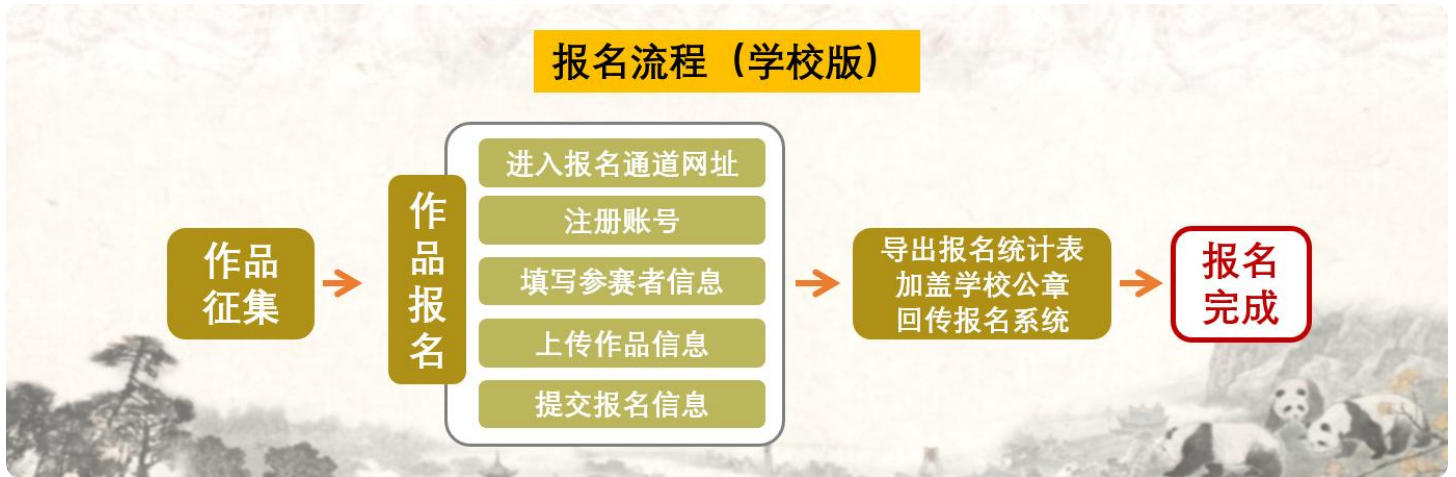 报名流程（学校版）
作品
征集
作
品
报
名
进入报名通道网址
注册账号
填写参赛者信息
上传作品信息
提交报名信息
导出报名统计表
加盖学校公章
回传报名系统
报名
完成